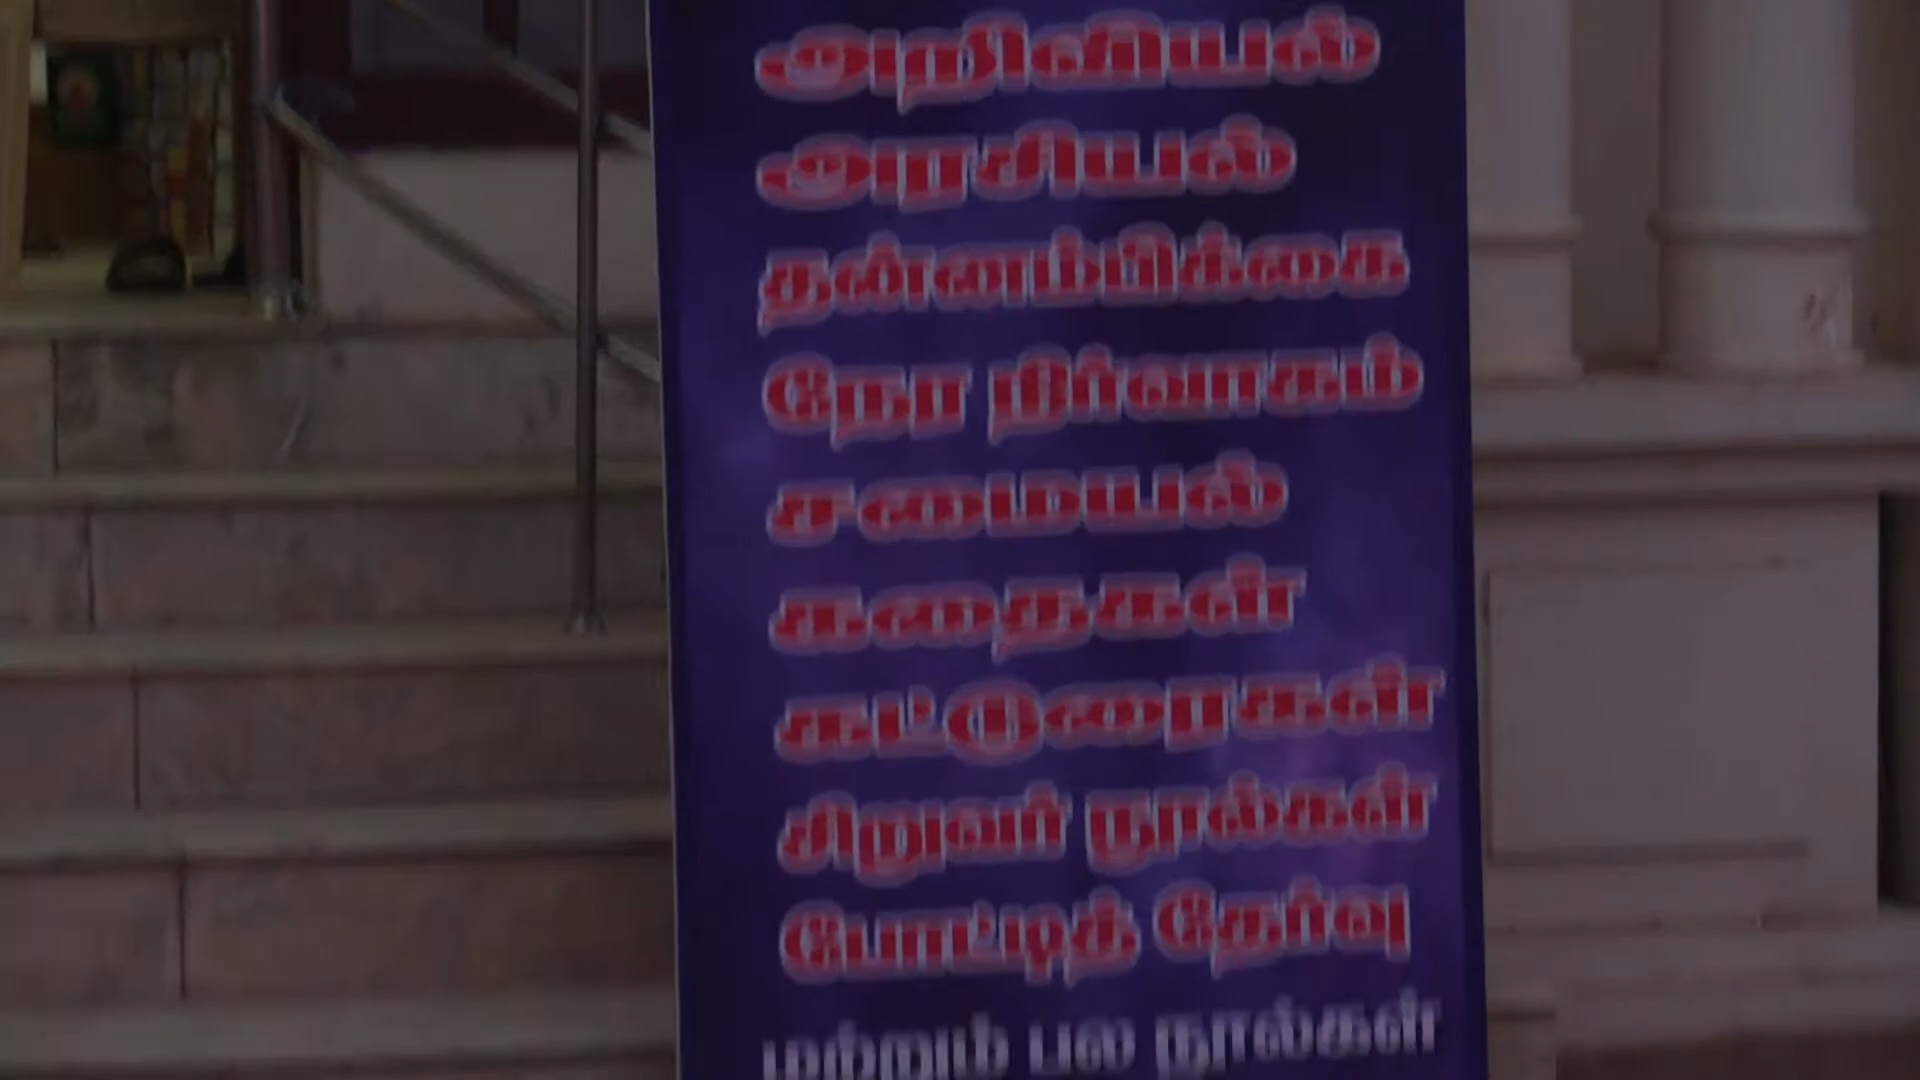 அறிவியல்
அரசியல்
தன்னம்பிக்கை
நேர நிர்வாகம்
சமையல்
கதைகள்
கட்டுரைகள்
சிறுவர் நூல்கள்
போட்டித் தேர்வு
மற்றும் பல நூல்கள்